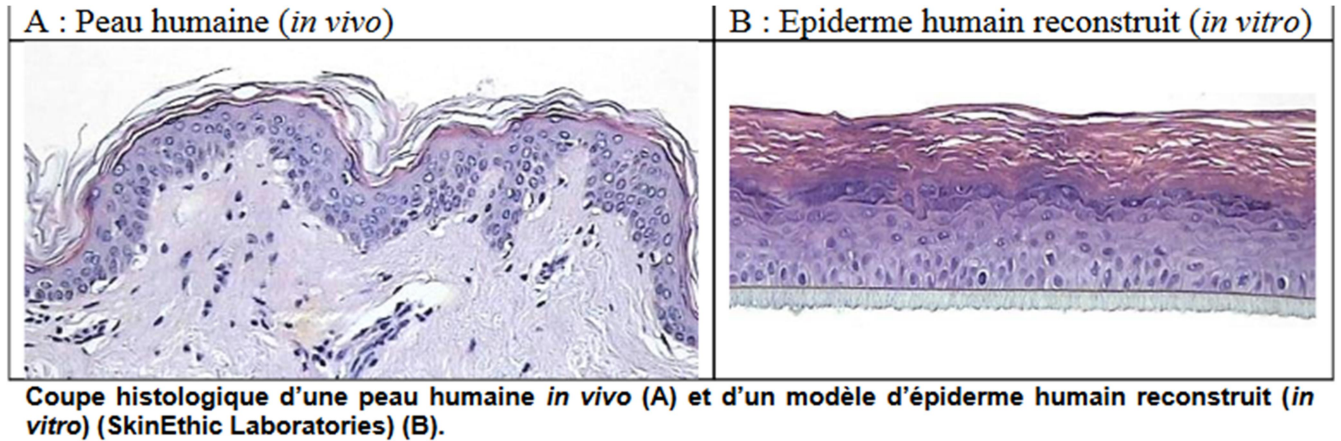 A : Peau humaine (in vivo)
B : Epiderme humain reconstruit (in vitro)
Coupe histologique d'une peau humaine in vivo (A) et d'un modèle d'épiderme humain reconstruit (in
vitro) (SkinEthic Laboratories) (B).